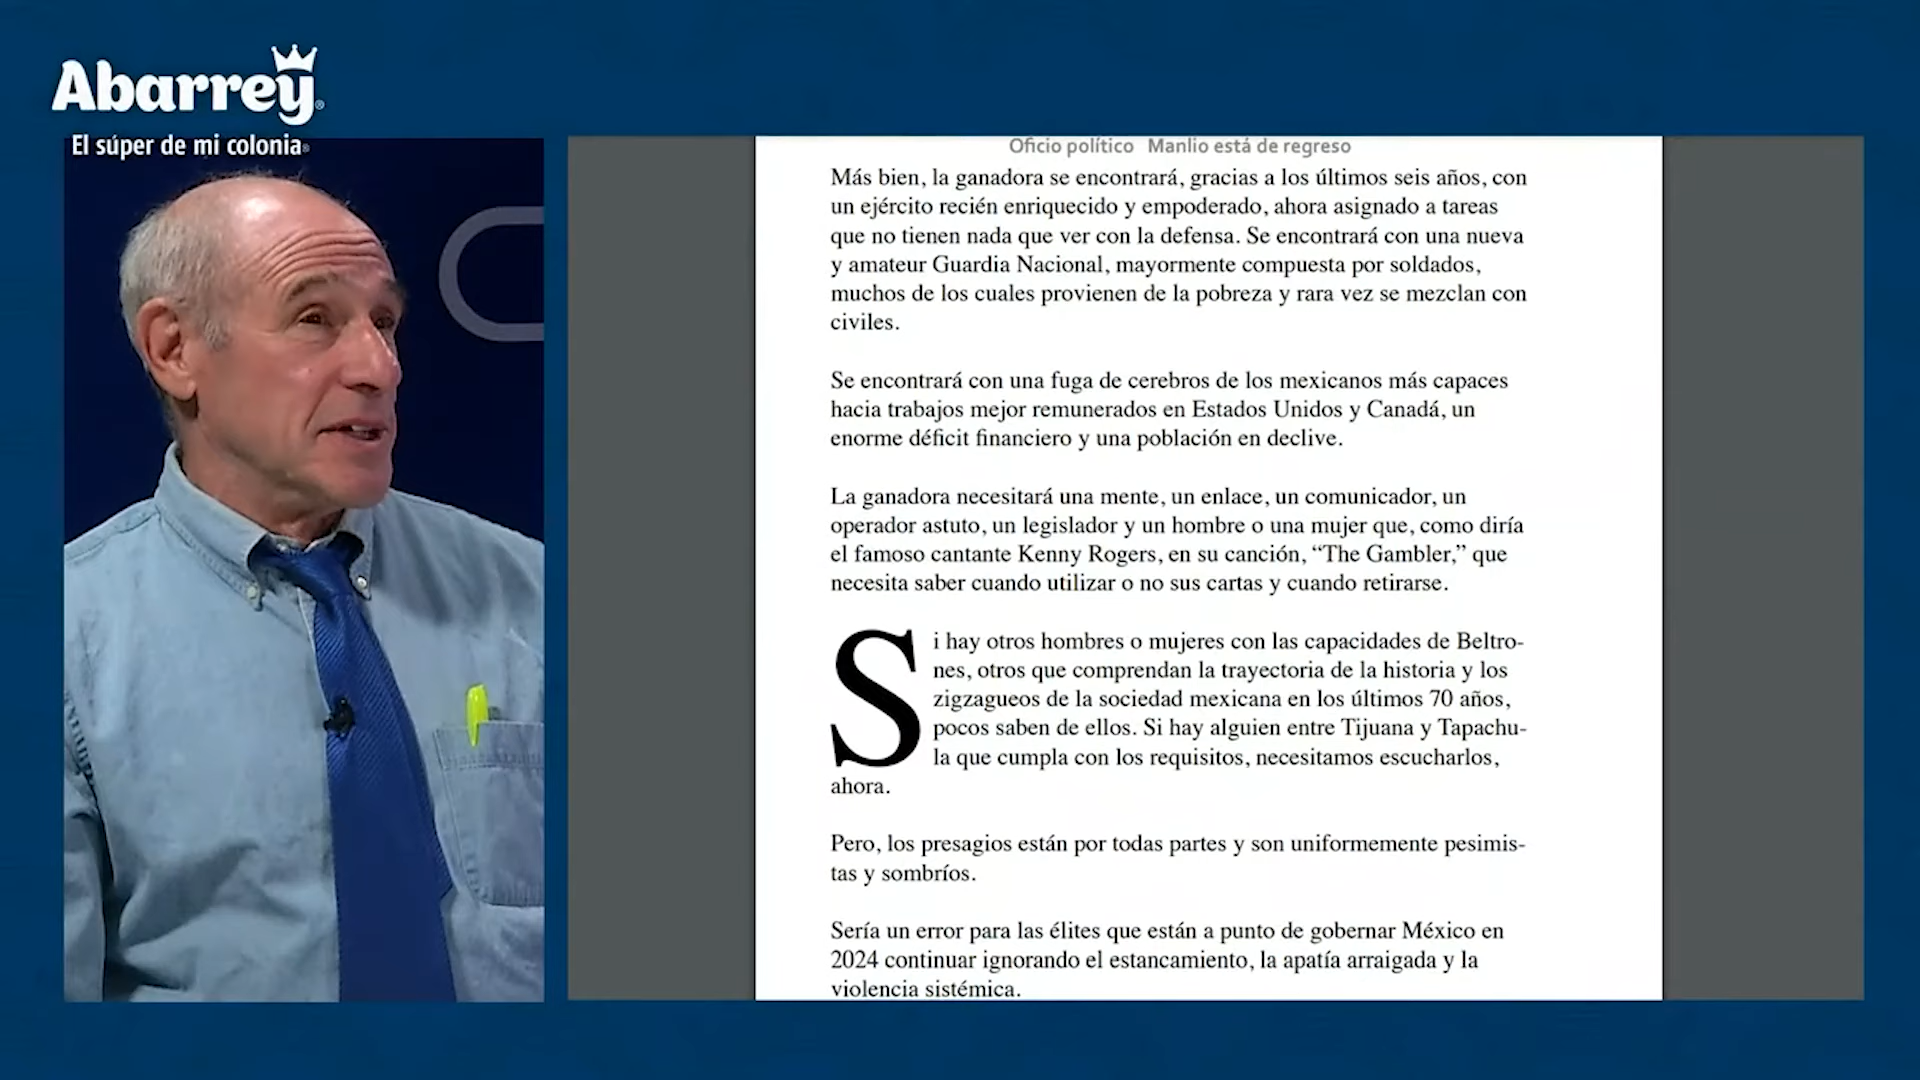 Abarrey
El súper de mi colonia
Oficio político Manlio está de regreso
Más bien, la ganadora se encontrará, gracias a los últimos seis años, con
un ejército recién enriquecido y empoderado, ahora asignado a tareas
que no tienen nada que ver con la defensa. Se encontrará con una nueva
y amateur Guardia Nacional, mayormente compuesta por soldados,
muchos de los cuales provienen de la pobreza y rara vez se mezclan con
civiles.
Se encontrará con una fuga de cerebros de los mexicanos más capaces
hacia trabajos mejor remunerados en Estados Unidos y Canadá, un
enorme déficit financiero y una población en declive.
La ganadora necesitará una mente, un enlace, un comunicador, un
operador astuto, un legislador y un hombre o una mujer que, como diría
el famoso cantante Kenny Rogers, en su canción, “The Gambler,” que
necesita saber cuando utilizar o no sus cartas y cuando retirarse.
Si hay otros hombres o mujeres con las capacidades de Beltro-
nes, otros que comprendan la trayectoria de la historia y los
zigzagueos de la sociedad mexicana en los últimos 70 años,
pocos saben de ellos. Si hay alguien entre Tijuana y Tapachu-
la que cumpla con los requisitos, necesitamos escucharlos,
ahora.
Pero, los presagios están por todas partes y son uniformemente pesimis-
tas y sombríos.
Sería un error para las élites que están a punto de gobernar México en
2024 continuar ignorando el estancamiento, la apatía arraigada y la
violencia sistémica.